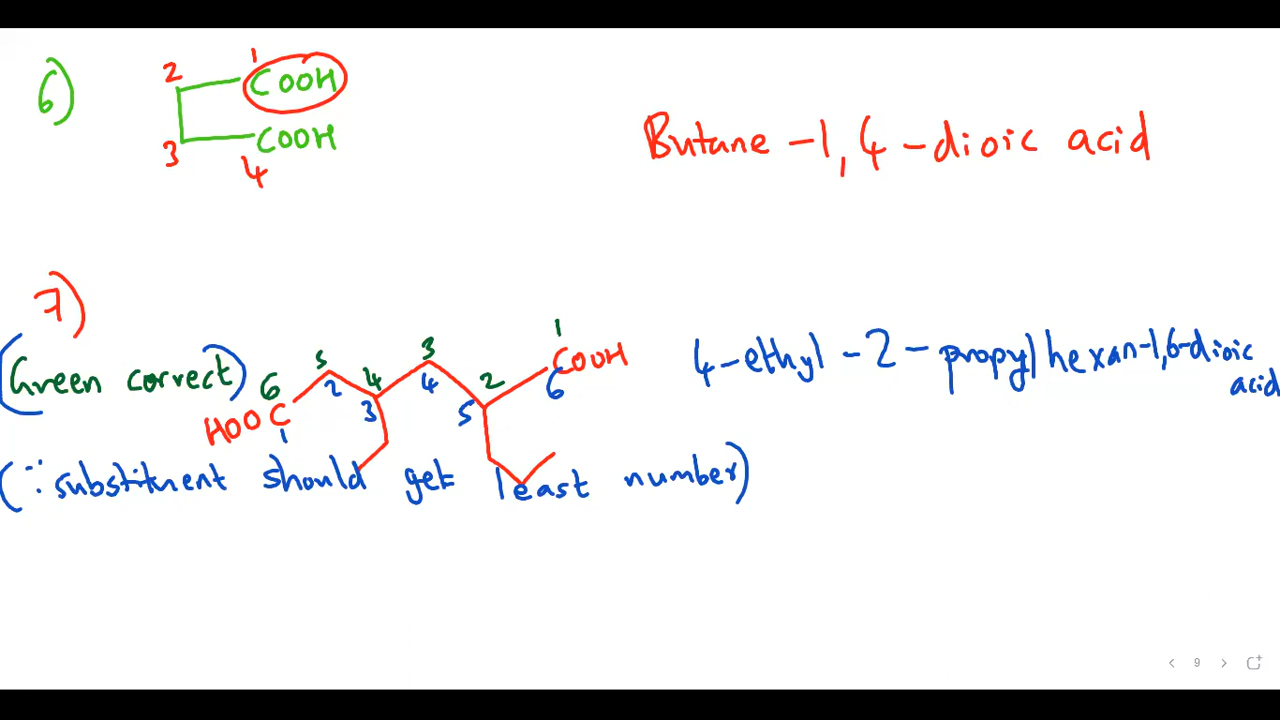 6)
2
1
COOH
COOH
3
4
Butane -1,4-dioic acid
7)
(Green correct)
6
5
4
3
2
1
HOOC
COOH
1
2
3
4
5
6
4-ethyl-2-propylhexan-1,6-dioic
acid
(∵ substituent should get least number)
9